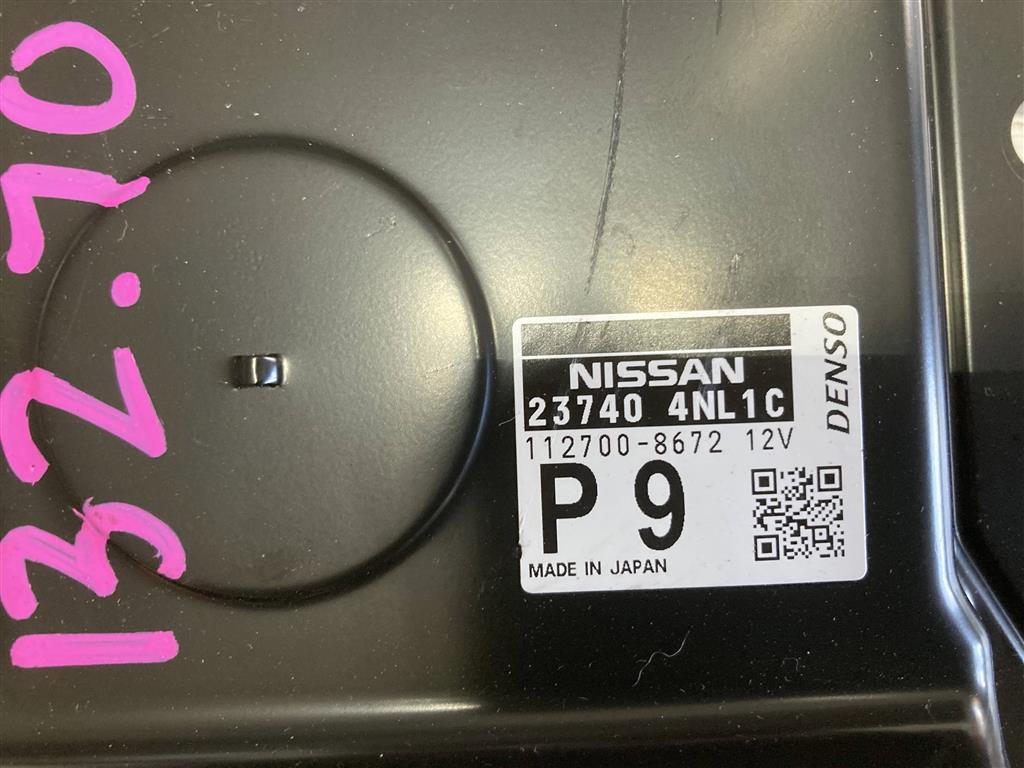 132.70
NISSAN
23740 4NL1C
112700-8672 12V
P 9
MADE IN JAPAN
DENSO